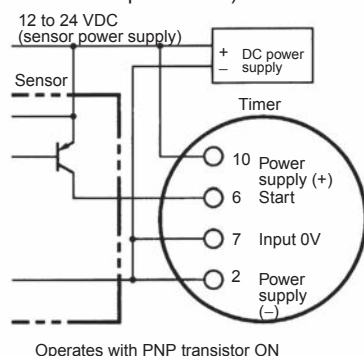 12 to 24 VDC
(sensor power supply)
+ DC power
– supply
Sensor
Timer
10 Power
supply (+)
6 Start
7 Input 0V
2 Power
supply
(–)
Operates with PNP transistor ON